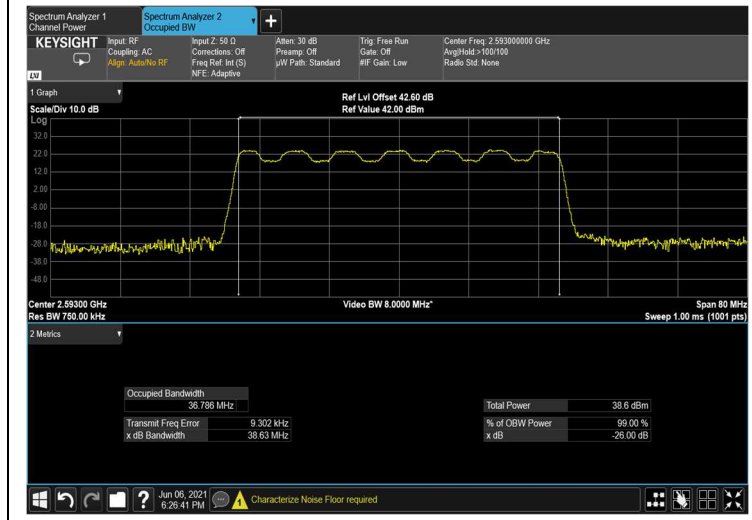 Spectrum Analyzer 1
Channel Power
Spectrum Analyzer 2
Occupied BW
KEYSIGHT
LXI
Input: RF
Coupling: AC
Align: Auto/No RF
Input Z: 50 Ω
Corrections: Off
Freq Ref: Int (S)
NFE: Adaptive
Atten: 30 dB
Preamp: Off
µW Path: Standard
Trig: Free Run
Gate: Off
#IF Gain: Low
Center Freq: 2.593000000 GHz
Avg|Hold:>100/100
Radio Std: None
1 Graph
Scale/Div 10.0 dB
Ref Lvl Offset 42.60 dB
Ref Value 42.00 dBm
Log
32.0
22.0
12.0
2.00
-8.00
-18.0
-28.0
-38.0
-48.0
Center 2.59300 GHz
Video BW 8.0000 MHz*
Span 80 MHz
Res BW 750.00 kHz
Sweep 1.00 ms (1001 pts)
2 Metrics
Occupied Bandwidth
36.786 MHz
Transmit Freq Error 9.302 kHz
x dB Bandwidth 38.63 MHz
Total Power 38.6 dBm
% of OBW Power 99.00 %
x dB -26.00 dB
? Jun 06, 2021
6:26:41 PM
Characterize Noise Floor required